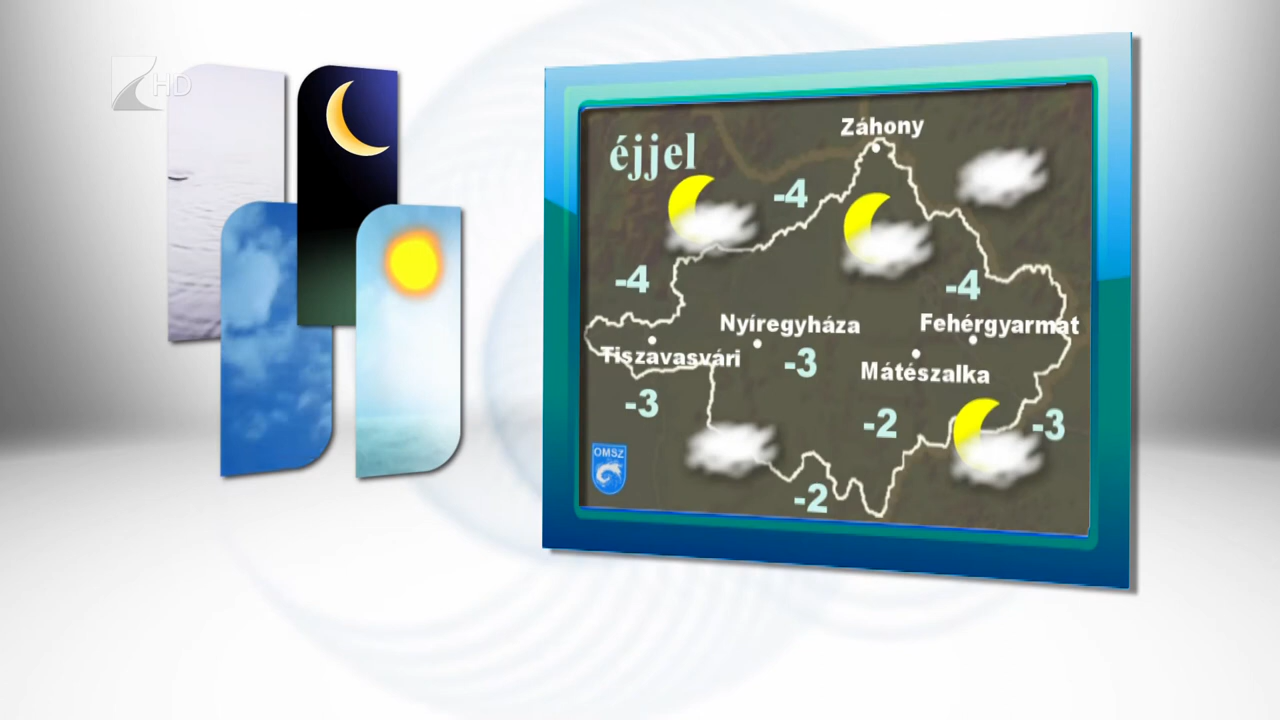 HD
éjjel
Záhony
-4
-4
-4
Nyíregyháza
Fehérgyarmat
Tiszavasvári
-3
Mátészalka
-3
-2
-3
OMSZ
-2